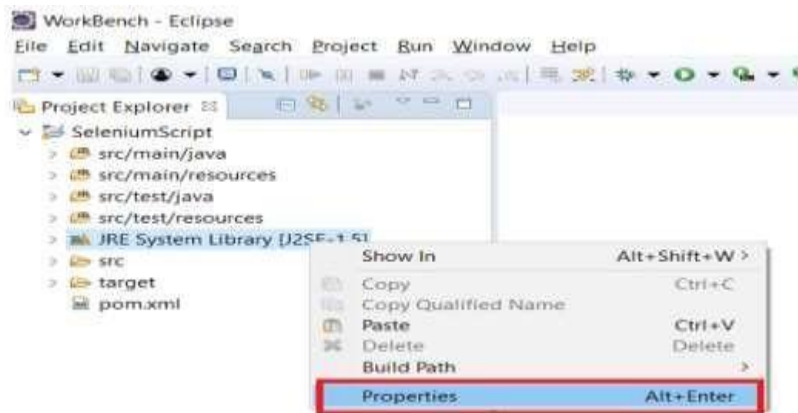 WorkBench - Eclipse
File Edit Navigate Search Project Run Window Help
Project Explorer
SeleniumScript
src/main/java
src/main/resources
src/test/java
src/test/resources
JRE System Library [J2SE-1.5]
src
target
pom.xml
Show In Alt+Shift+W >
Copy Ctrl+C
Copy Qualified Name
Paste Ctrl+V
Delete Delete
Build Path >
Properties Alt+Enter